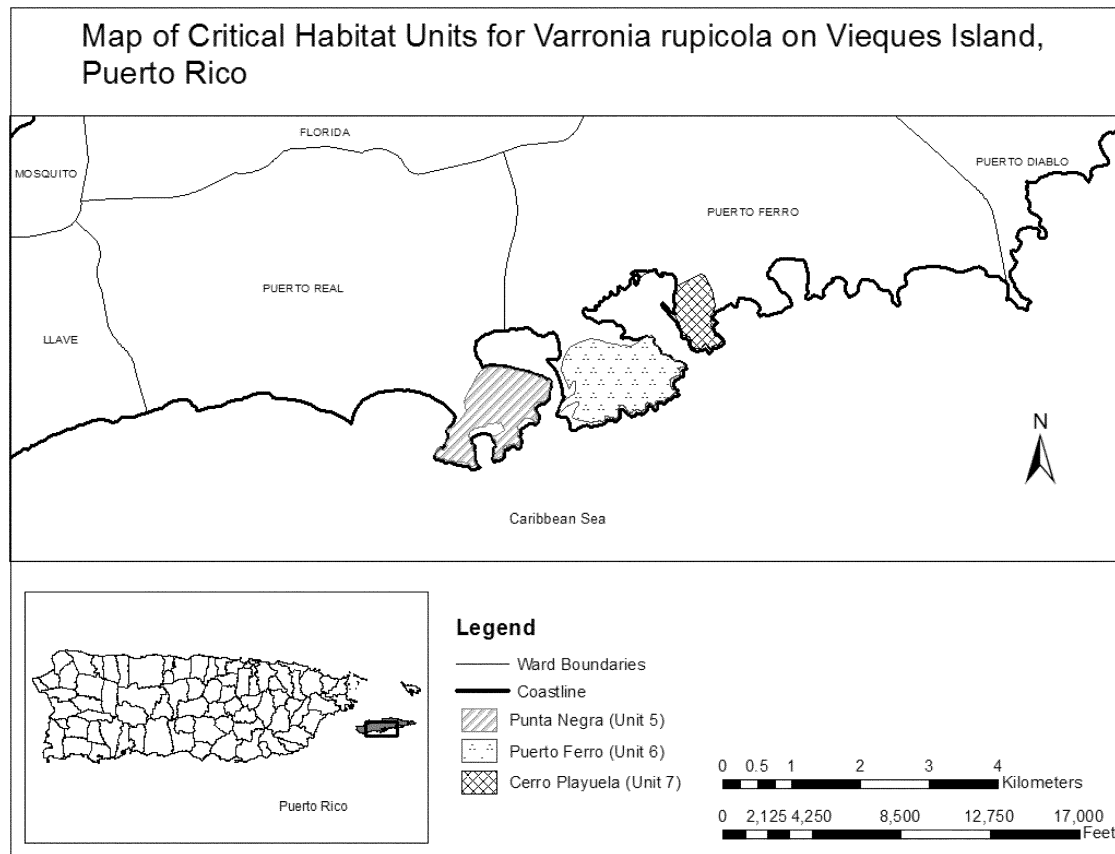 Map of Critical Habitat Units for Varronia rupicola on Vieques Island,
Puerto Rico
FLORIDA
MOSQUITO
PUERTO DIABLO
PUERTO FERRO
PUERTO REAL
LLAVE
N
Caribbean Sea
Puerto Rico
Legend
Ward Boundaries
Coastline
Punta Negra (Unit 5)
Puerto Ferro (Unit 6)
Cerro Playuela (Unit 7)
0 0.5 1 2 3 4
Kilometers
0 2,125 4,250 8,500 12,750 17,000
Feet